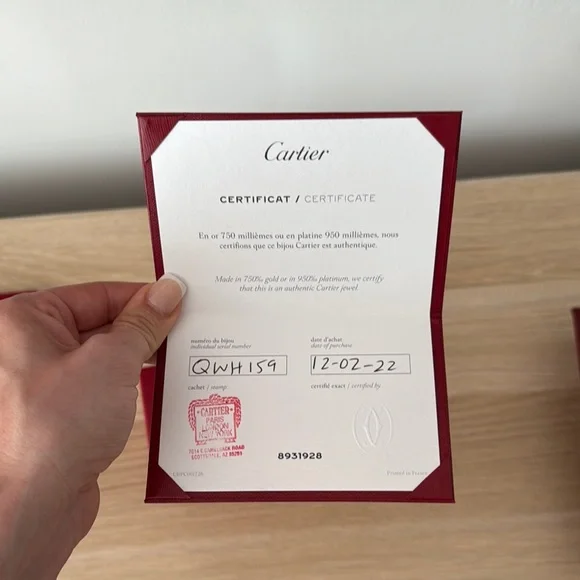 Cartier
CERTIFICAT / CERTIFICATE
En or 750 millièmes ou en platine 950 millièmes, nous
certifions que ce bijou Cartier est authentique.
Made in 750‰ gold or in 950‰ platinum, we certify
that this is an authentic Cartier jewel.
numéro du bijou
individual serial number
date d'achat
date of purchase
QWH159
12-02-22
cachet / stamp:
certifié exact / certified by:
CARTIER
PARIS
LONDON
NEW YORK
CAMELBACK ROAD
SCOTTSDALE, AZ
8931928
Printed in France